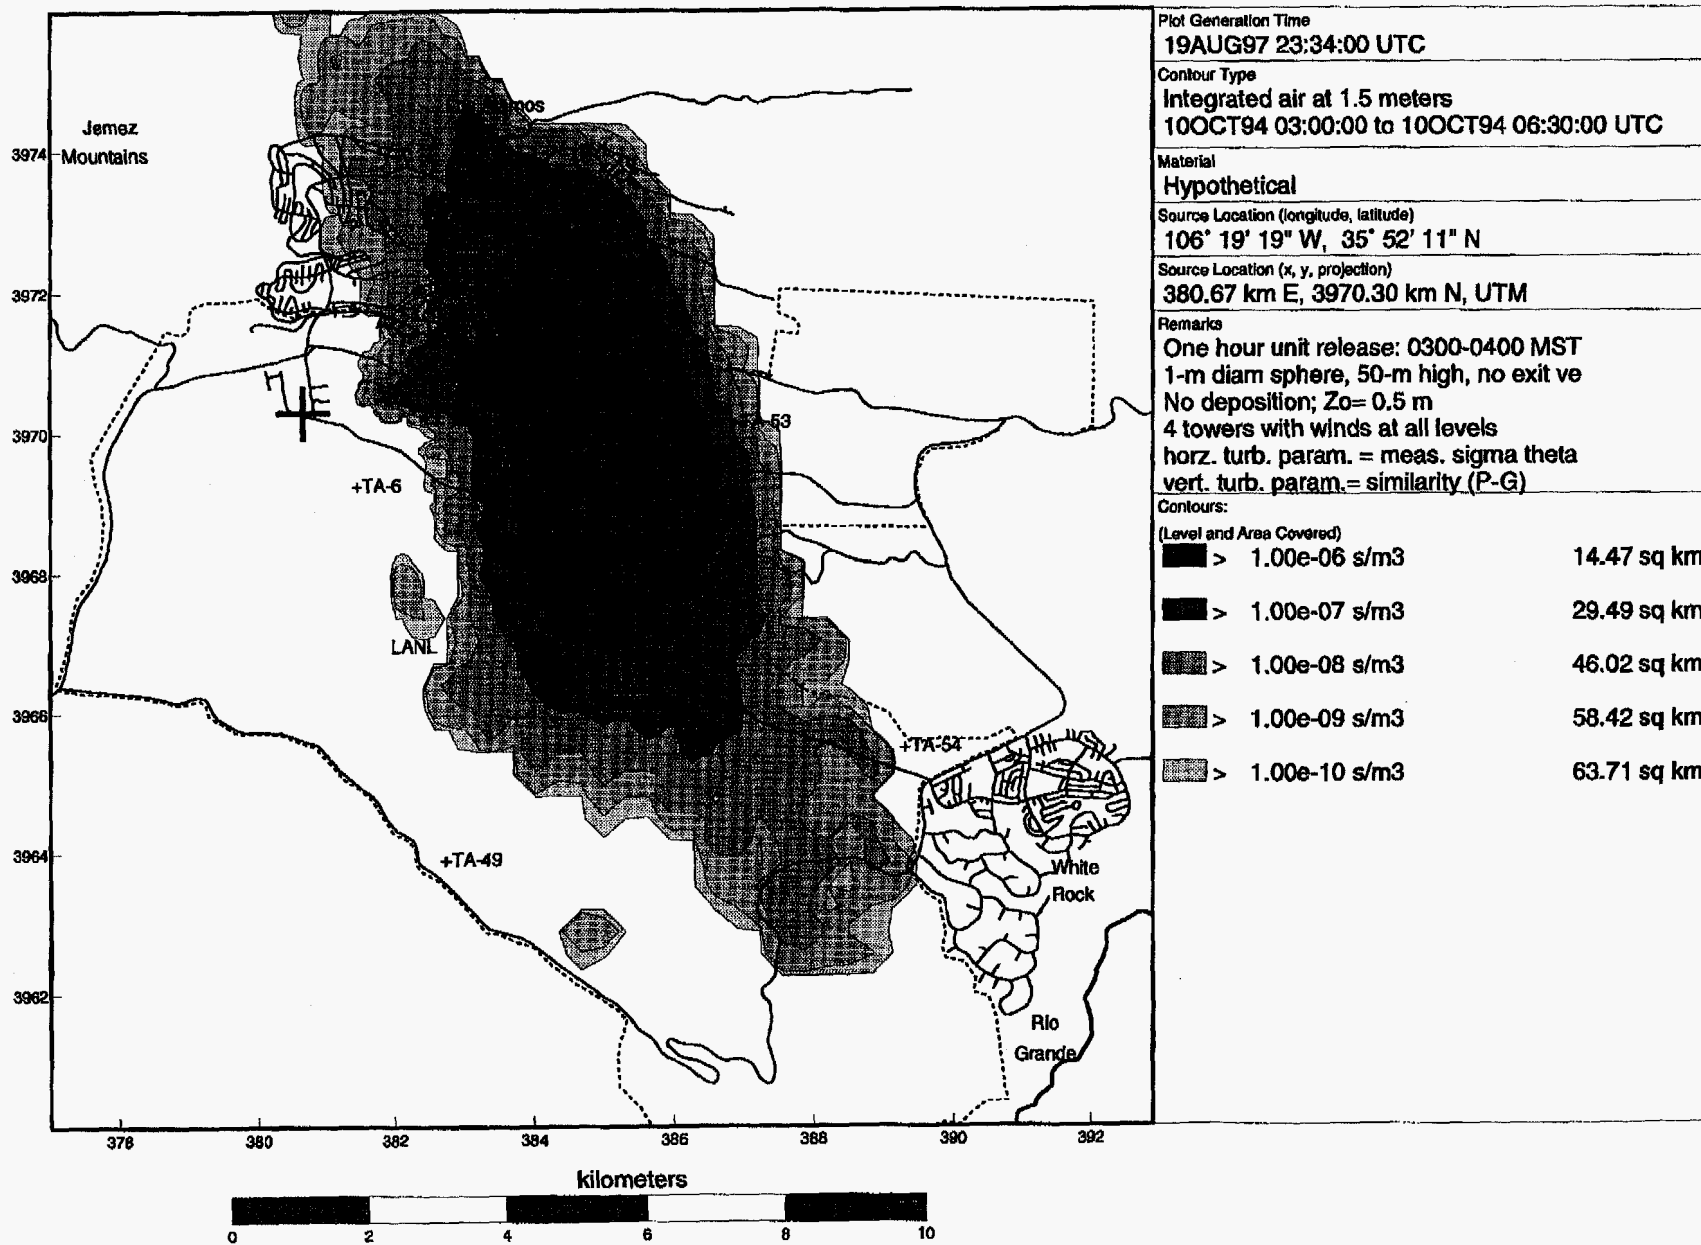 Plot Generation Time
19AUG97 23:34:00 UTC
Contour Type
Integrated air at 1.5 meters
10OCT94 03:00:00 to 10OCT94 06:30:00 UTC
Material
Hypothetical
Source Location (longitude, latitude)
106° 19' 19" W, 35° 52' 11" N
Source Location (x, y, projection)
380.67 km E, 3970.30 km N, UTM
Remarks
One hour unit release: 0300-0400 MST
1-m diam sphere, 50-m high, no exit ve
No deposition; Zo= 0.5 m
4 towers with winds at all levels
horz. turb. param. = meas. sigma theta
vert. turb. param.= similarity (P-G)
Contours:
(Level and Area Covered)
> 1.00e-06 s/m3 14.47 sq km
> 1.00e-07 s/m3 29.49 sq km
> 1.00e-08 s/m3 46.02 sq km
> 1.00e-09 s/m3 58.42 sq km
> 1.00e-10 s/m3 63.71 sq km
Jemez
Mountains
+TA-6
53
LANL
+TA-54
+TA-49
White
Rock
Rio
Grande
3974
3972
3970
3968
3966
3964
3962
378 380 382 384 386 388 390 392
kilometers
0 2 4 6 8 10